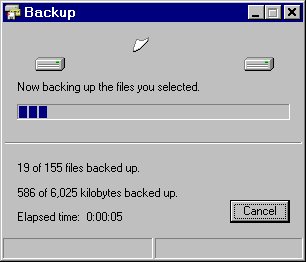 Backup
Now backing up the files you selected.
19 of 155 files backed up.
586 of 6,025 kilobytes backed up.
Elapsed time: 0:00:05
Cancel